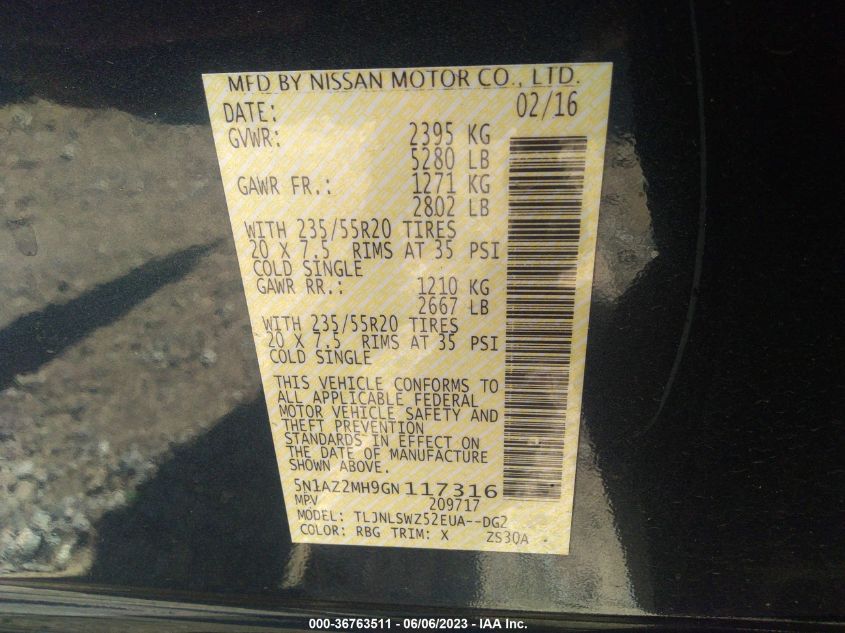 MFD BY NISSAN MOTOR CO., LTD.
DATE: 02/16
GVWR: 2395 KG
5280 LB
GAWR FR.: 1271 KG
2802 LB
WITH 235/55R20 TIRES
20 X 7.5 RIMS AT 35 PSI
COLD SINGLE
GAWR RR.: 1210 KG
2667 LB
WITH 235/55R20 TIRES
20 X 7.5 RIMS AT 35 PSI
COLD SINGLE
THIS VEHICLE CONFORMS TO
ALL APPLICABLE FEDERAL
MOTOR VEHICLE SAFETY AND
THEFT PREVENTION
STANDARDS IN EFFECT ON
THE DATE OF MANUFACTURE
SHOWN ABOVE.
5N1AZ2MH9GN117316
MPV 209717
MODEL: TLJNLSWZ52EUA--DG2
COLOR: RBG TRIM: X ZS30A -
000-36763511 - 06/06/2023 - IAA Inc.